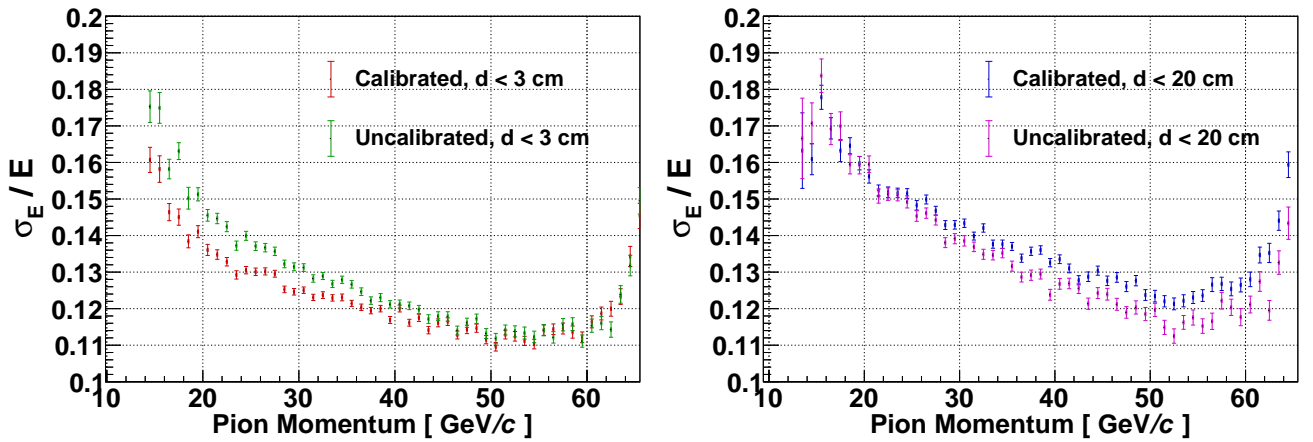 0.2
0.19
0.18
0.17
0.16
0.15
0.14
0.13
0.12
0.11
0.1
σE / E
Calibrated, d < 3 cm
Uncalibrated, d < 3 cm
10 20 30 40 50 60
Pion Momentum [ GeV/c ]
0.2
0.19
0.18
0.17
0.16
0.15
0.14
0.13
0.12
0.11
0.1
σE / E
Calibrated, d < 20 cm
Uncalibrated, d < 20 cm
10 20 30 40 50 60
Pion Momentum [ GeV/c ]